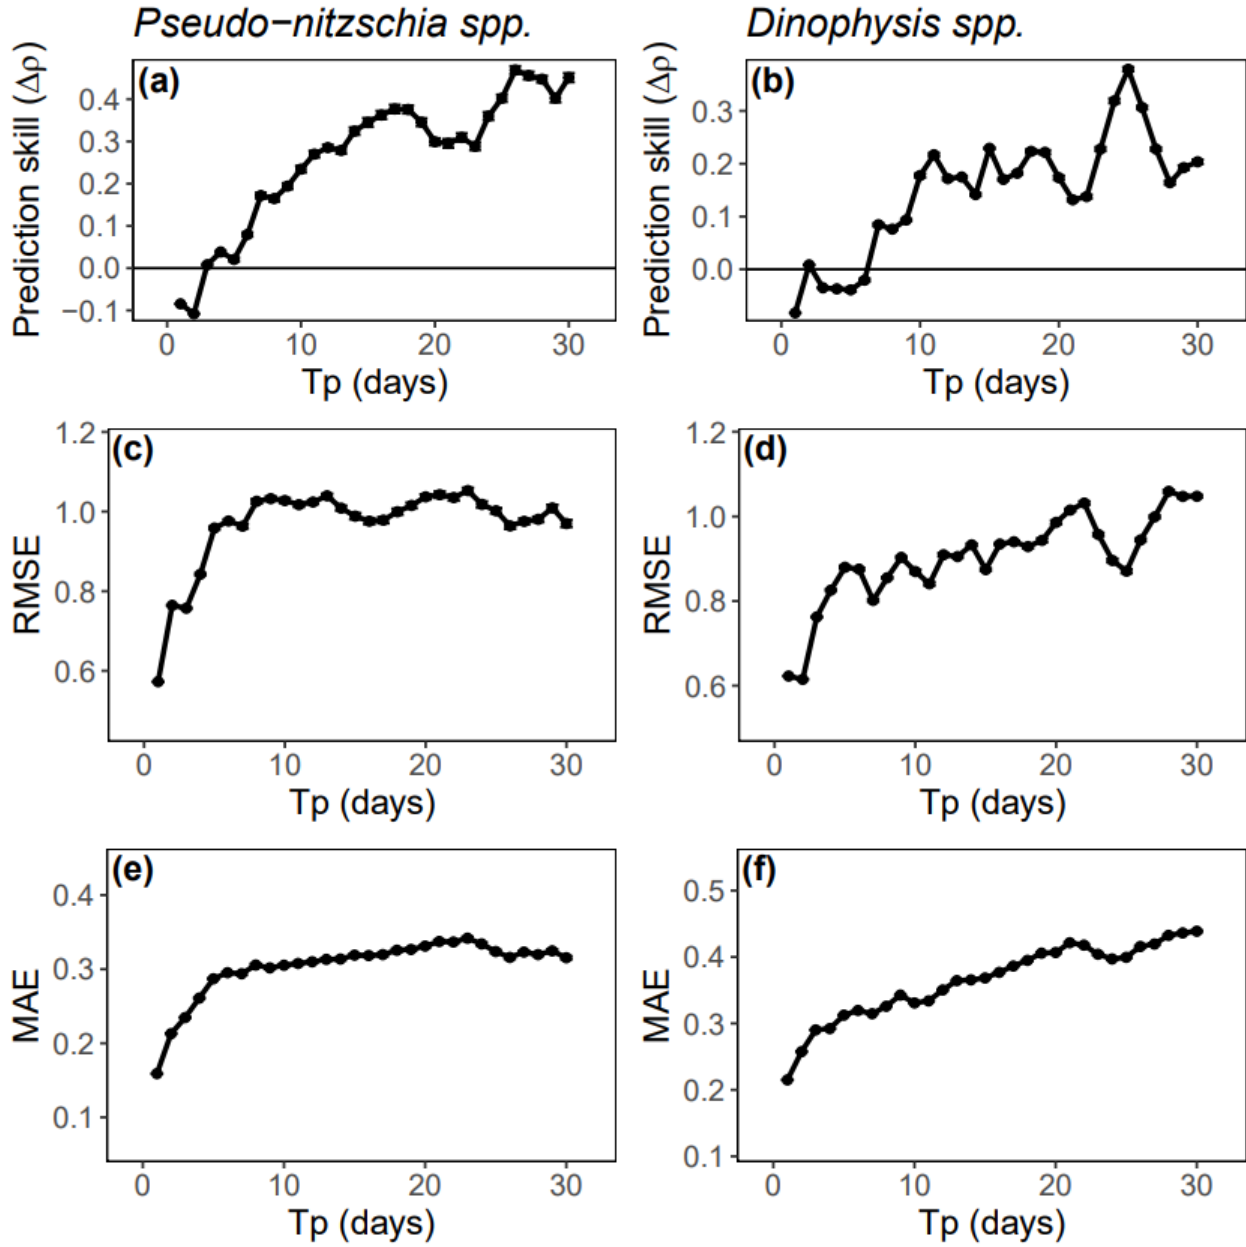 Pseudo−nitzschia spp.
Dinophysis spp.
(a)
Prediction skill (Δρ)
0.4
0.3
0.2
0.1
0.0
−0.1
0 10 20 30
Tp (days)
(b)
Prediction skill (Δρ)
0.3
0.2
0.1
0.0
0 10 20 30
Tp (days)
(c)
RMSE
1.2
1.0
0.8
0.6
0 10 20 30
Tp (days)
(d)
RMSE
1.2
1.0
0.8
0.6
0 10 20 30
Tp (days)
(e)
MAE
0.4
0.3
0.2
0.1
0 10 20 30
Tp (days)
(f)
MAE
0.5
0.4
0.3
0.2
0.1
0 10 20 30
Tp (days)